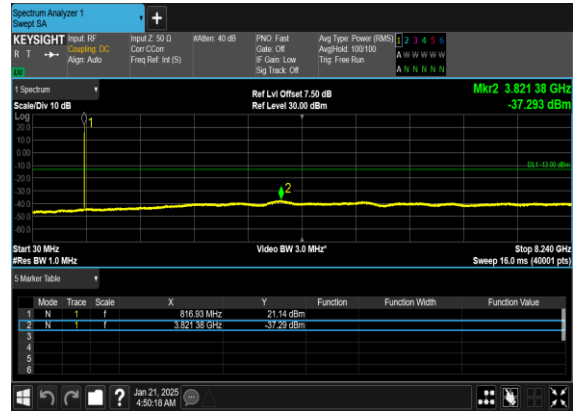 Spectrum Analyzer 1
Swept SA
+
KEYSIGHT Input: RF Input Z: 50 Ω #Atten: 40 dB PNO: Fast Avg Type: Power (RMS) 1 2 3 4 5 6
R T Coupling: DC Corr CCorr Gate: Off Avg|Hold: 100/100 A W W W W W
Align: Auto Freq Ref: Int (S) IF Gain: Low Trig: Free Run
LW Sig Track: Off A N N N N N
1 Spectrum Ref Lvl Offset 7.50 dB Mkr2 3.821 38 GHz
Scale/Div 10 dB Ref Level 30.00 dBm -37.293 dBm
Log
20.0
10.0
0.00
-10.0
-20.0
-30.0
-40.0
-50.0
-60.0
1
DL1 -13.00 dBm
2
Start 30 MHz Video BW 3.0 MHz* Stop 8.240 GHz
#Res BW 1.0 MHz Sweep 16.0 ms (40001 pts)
5 Marker Table
Mode Trace Scale X Y Function Function Width Function Value
1 N 1 f 816.93 MHz 21.14 dBm
2 N 1 f 3.821 38 GHz -37.29 dBm
3
4
5
6
? Jan 21, 2025
4:50:18 AM